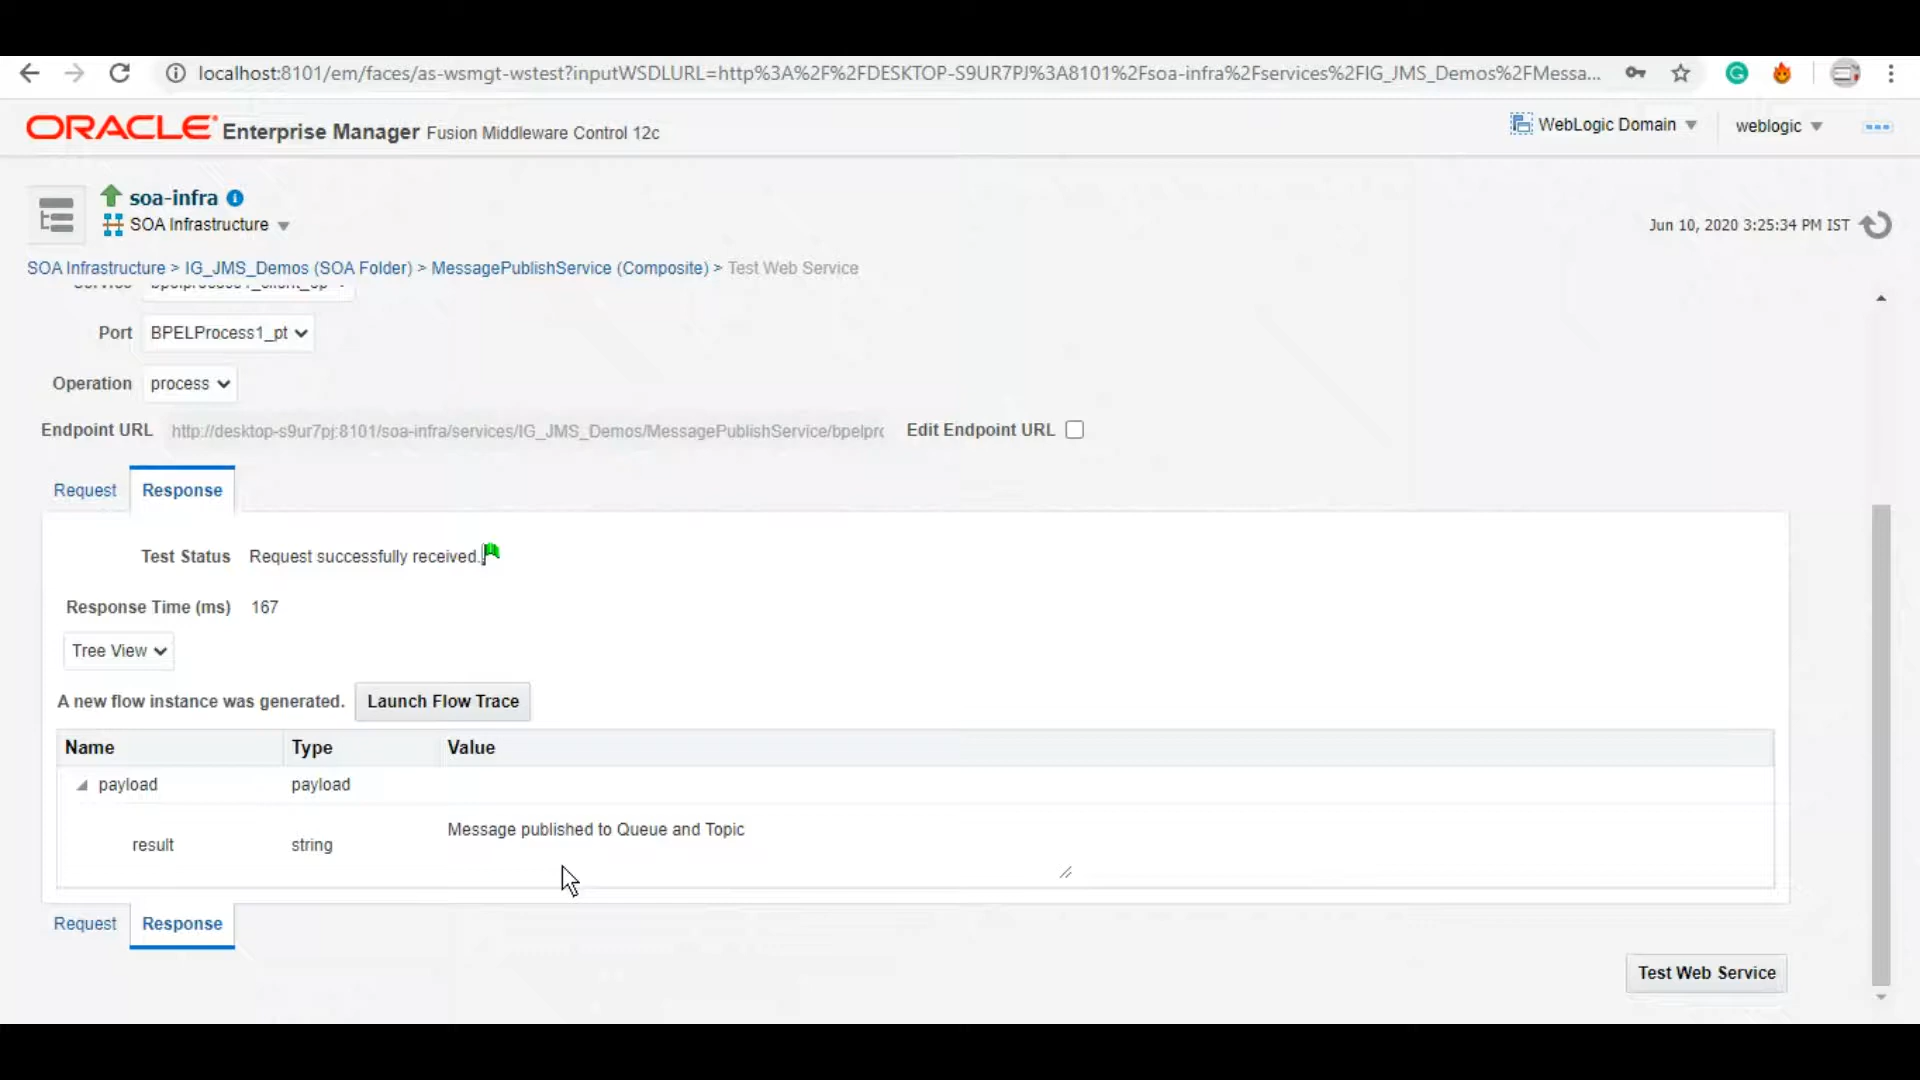 localhost:8101/em/faces/as-wsmgt-wstest?inputWSDLURL=http%3A%2F%2FDESKTOP-S9UR7PJ%3A8101%2Fsoa-infra%2Fservices%2FIG_JMS_Demos%2FMessa...
ORACLE Enterprise Manager Fusion Middleware Control 12c
WebLogic Domain
weblogic
soa-infra
SOA Infrastructure
Jun 10, 2020 3:25:34 PM IST
SOA Infrastructure > IG_JMS_Demos (SOA Folder) > MessagePublishService (Composite) > Test Web Service
Port BPELProcess1_pt
Operation process
Endpoint URL http://desktop-s9ur7pj:8101/soa-infra/services/IG_JMS_Demos/MessagePublishService/bpelpro
Edit Endpoint URL
Request Response
Test Status Request successfully received.
Response Time (ms) 167
Tree View
A new flow instance was generated. Launch Flow Trace
Name Type Value
payload payload
result string Message published to Queue and Topic
Request Response
Test Web Service